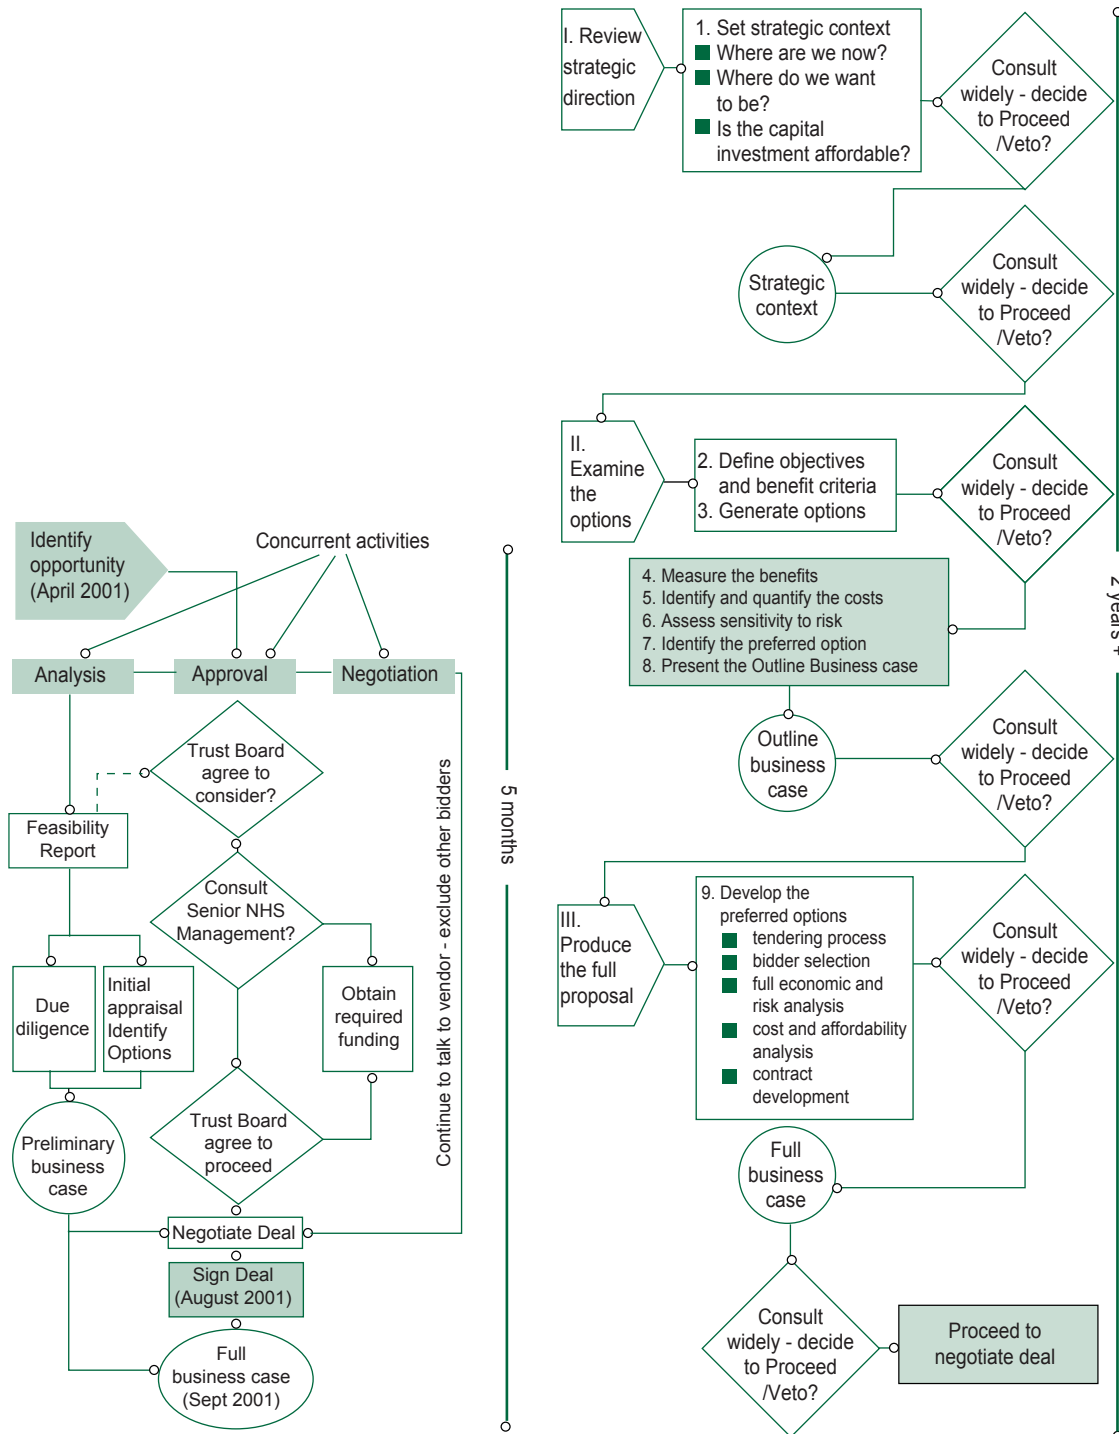 Identify
opportunity
(April 2001)
Concurrent activities
Analysis
Approval
Negotiation
Trust Board
agree to
consider?
Feasibility
Report
Consult
Senior NHS
Management?
Due
diligence
Initial
appraisal
Identify
Options
Obtain
required
funding
Trust Board
agree to
proceed
Preliminary
business
case
Negotiate Deal
Sign Deal
(August 2001)
Full
business case
(Sept 2001)
Continue to talk to vendor - exclude other bidders
5 months
I. Review
strategic
direction
1. Set strategic context
Where are we now?
Where do we want
to be?
Is the capital
investment affordable?
Consult
widely - decide
to Proceed
/Veto?
Strategic
context
Consult
widely - decide
to Proceed
/Veto?
II.
Examine
the
options
2. Define objectives
and benefit criteria
3. Generate options
Consult
widely - decide
to Proceed
/Veto?
4. Measure the benefits
5. Identify and quantify the costs
6. Assess sensitivity to risk
7. Identify the preferred option
8. Present the Outline Business case
Outline
business
case
Consult
widely - decide
to Proceed
/Veto?
III.
Produce
the full
proposal
9. Develop the
preferred options
tendering process
bidder selection
full economic and
risk analysis
cost and affordability
analysis
contract
development
Consult
widely - decide
to Proceed
/Veto?
Full
business
case
Consult
widely - decide
to Proceed
/Veto?
Proceed to
negotiate deal
2 years +